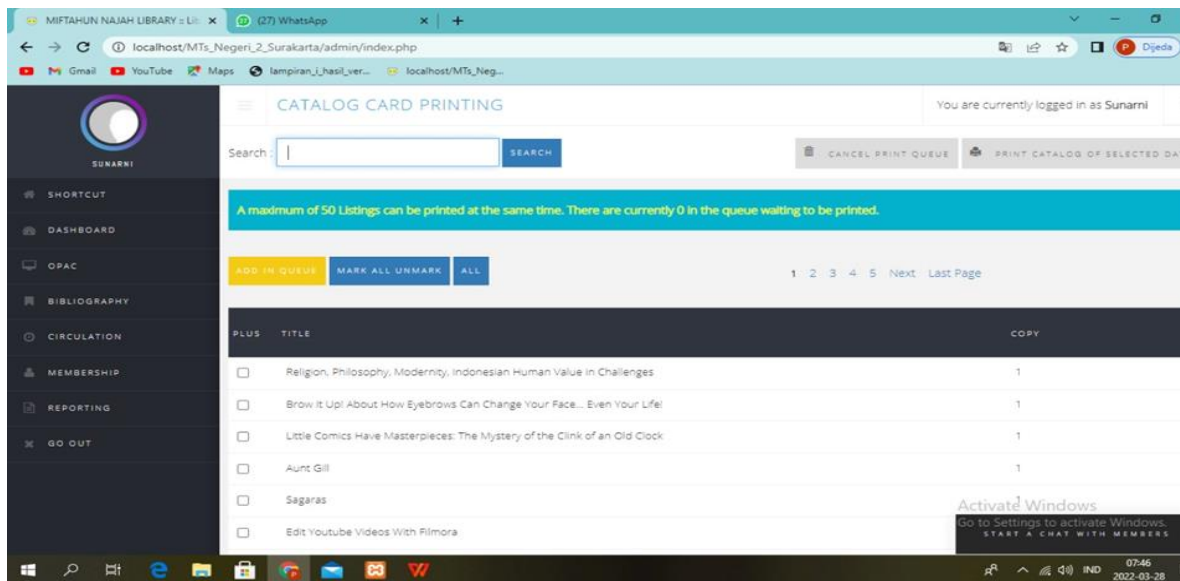 MIFTAHUN NAJAH LIBRARY :: Lib
(27) WhatsApp
localhost/MTs_Negeri_2_Surakarta/admin/index.php
P Dijeda
Gmail YouTube Maps lampiran_i_hasil_ver... localhost/MTs_Neg...
CATALOG CARD PRINTING
You are currently logged in as Sunarni
SUNARNI
Search :
SEARCH
CANCEL PRINT QUEUE
PRINT CATALOG OF SELECTED DA
SHORTCUT
DASHBOARD
OPAC
BIBLIOGRAPHY
CIRCULATION
MEMBERSHIP
REPORTING
GO OUT
A maximum of 50 Listings can be printed at the same time. There are currently 0 in the queue waiting to be printed.
ADD IN QUEUE MARK ALL UNMARK ALL
1 2 3 4 5 Next Last Page
PLUS TITLE COPY
Religion, Philosophy, Modernity, Indonesian Human Value in Challenges 1
Brow It Up! About How Eyebrows Can Change Your Face... Even Your Life! 1
Little Comics Have Masterpieces: The Mystery of the Clink of an Old Clock 1
Aunt Gill 1
Sagaras 1
Edit Youtube Videos With Filmora
Activate Windows
Go to Settings to activate Windows.
START A CHAT WITH MEMBERS
IND
07:46
2022-03-28